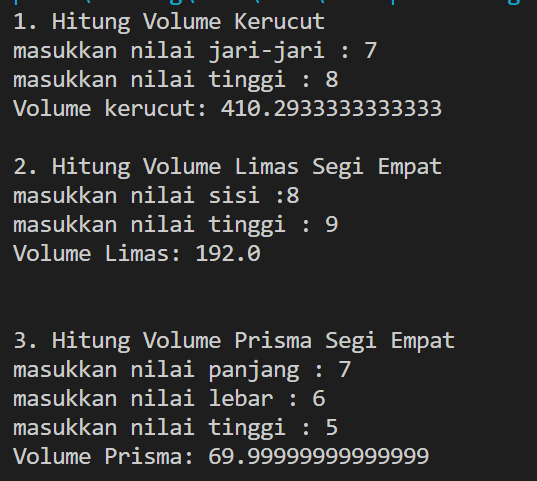 1. Hitung Volume Kerucut
masukkan nilai jari-jari : 7
masukkan nilai tinggi : 8
Volume kerucut: 410.2933333333333
2. Hitung Volume Limas Segi Empat
masukkan nilai sisi :8
masukkan nilai tinggi : 9
Volume Limas: 192.0
3. Hitung Volume Prisma Segi Empat
masukkan nilai panjang : 7
masukkan nilai lebar : 6
masukkan nilai tinggi : 5
Volume Prisma: 69.99999999999999